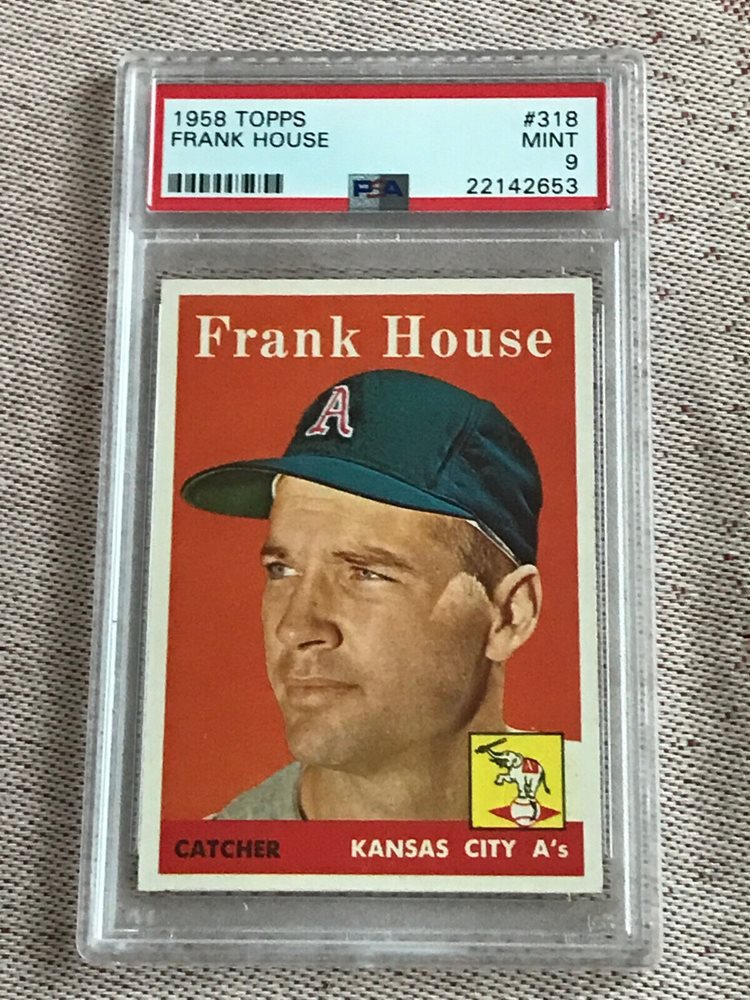 1958 TOPPS #318
FRANK HOUSE MINT
9
PSA 22142653
Frank House
A
A
CATCHER KANSAS CITY A's